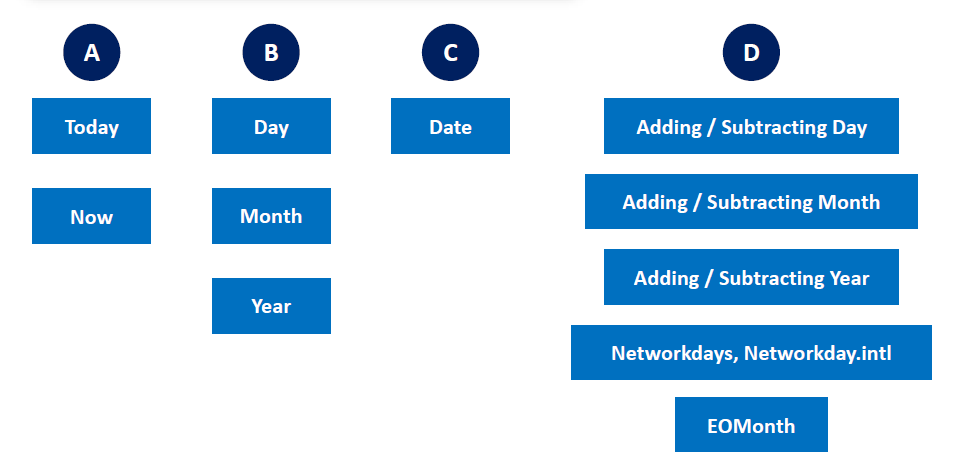 A
Today
Now
B
Day
Month
Year
C
Date
D
Adding / Subtracting Day
Adding / Subtracting Month
Adding / Subtracting Year
Networkdays, Networkday.intl
EOMonth